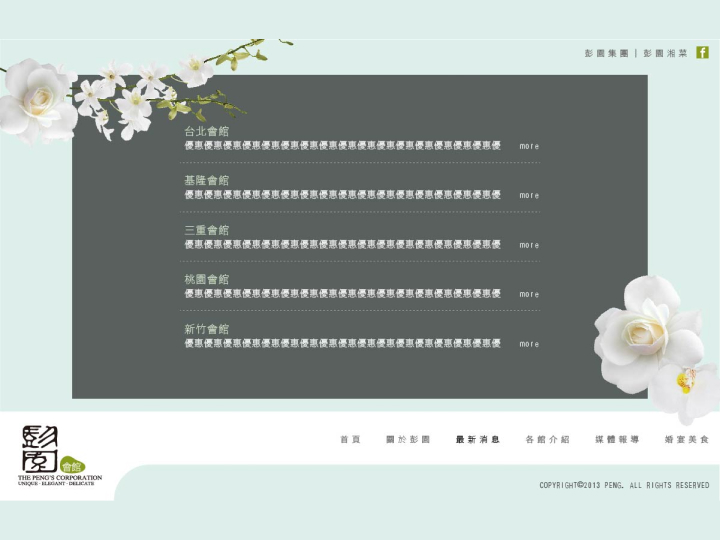 彭園集團｜彭園湘菜
台北會館
優惠優惠優惠優惠優惠優惠優惠優惠優惠優惠優惠優惠優惠優惠優惠優惠優 more
基隆會館
優惠優惠優惠優惠優惠優惠優惠優惠優惠優惠優惠優惠優惠優惠優惠優惠優 more
三重會館
優惠優惠優惠優惠優惠優惠優惠優惠優惠優惠優惠優惠優惠優惠優惠優惠優 more
桃園會館
優惠優惠優惠優惠優惠優惠優惠優惠優惠優惠優惠優惠優惠優惠優惠優惠優 more
新竹會館
優惠優惠優惠優惠優惠優惠優惠優惠優惠優惠優惠優惠優惠優惠優惠優惠優 more
首頁 關於彭園 最新消息 各館介紹 媒體報導 婚宴美食
彭園
會館
THE PENG'S CORPORATION
UNIQUE · ELEGANT · DELICATE
COPYRIGHT©2013 PENG. ALL RIGHTS RESERVED